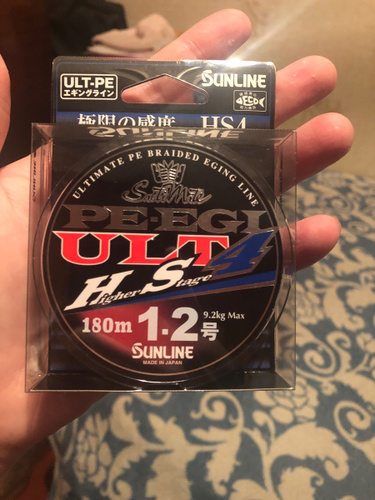 ULT-PE
エギングライン
SUNLINE
極限の感度
HS4
ULTIMATE PE BRAIDED EGING LINE
SaltiMate
PE-EGI
ULT4
Higher Stage
180m
1.2号
9.2kg Max
SUNLINE
MADE IN JAPAN